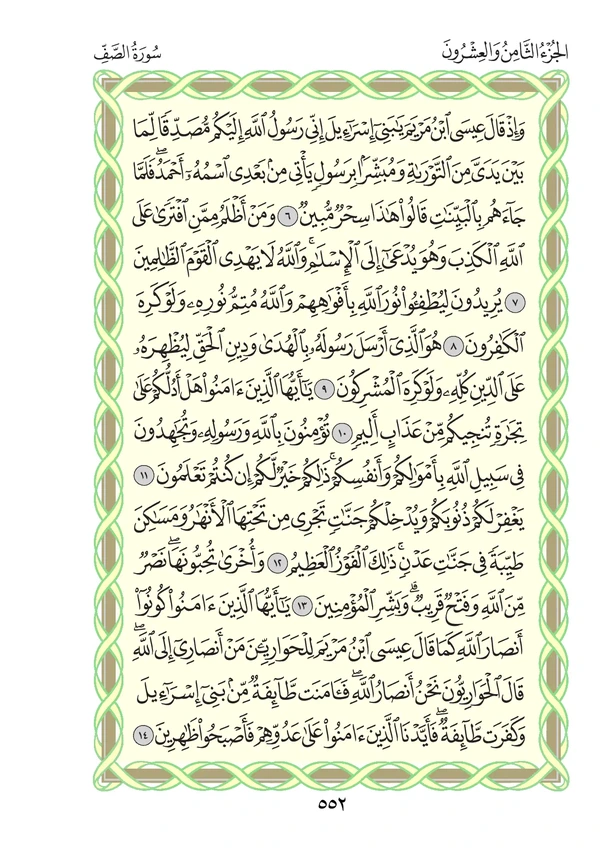 الجُزْءُ الثَّامِنُ وَالعِشْرُونَ
سُورَةُ الصَّفِّ
وَإِذْ قَالَ عِيسَى ٱبْنُ مَرْيَمَ يَٰبَنِىٓ إِسْرَٰٓءِيلَ إِنِّى رَسُولُ ٱللَّهِ إِلَيْكُم مُّصَدِّقًا لِّمَا
بَيْنَ يَدَىَّ مِنَ ٱلتَّوْرَىٰةِ وَمُبَشِّرًۢا بِرَسُولٍ يَأْتِى مِنۢ بَعْدِى ٱسْمُهُۥٓ أَحْمَدُ ۖ فَلَمَّا
جَآءَهُم بِٱلْبَيِّنَٰتِ قَالُوا۟ هَٰذَا سِحْرٌ مُّبِينٌ ٦ وَمَنْ أَظْلَمُ مِمَّنِ ٱفْتَرَىٰ عَلَى
ٱللَّهِ ٱلْكَذِبَ وَهُوَ يُدْعَىٰٓ إِلَى ٱلْإِسْلَٰمِ ۚ وَٱللَّهُ لَا يَهْدِى ٱلْقَوْمَ ٱلظَّٰلِمِينَ
٧ يُرِيدُونَ لِيُطْفِـُٔوا۟ نُورَ ٱللَّهِ بِأَفْوَٰهِهِمْ وَٱللَّهُ مُتِمُّ نُورِهِۦ وَلَوْ كَرِهَ
ٱلْكَٰفِرُونَ ٨ هُوَ ٱلَّذِىٓ أَرْسَلَ رَسُولَهُۥ بِٱلْهُدَىٰ وَدِينِ ٱلْحَقِّ لِيُظْهِرَهُۥ
عَلَى ٱلدِّينِ كُلِّهِۦ وَلَوْ كَرِهَ ٱلْمُشْرِكُونَ ٩ يَٰٓأَيُّهَا ٱلَّذِينَ ءَامَنُوا۟ هَلْ أَدُلُّكُمْ عَلَىٰ
تِجَٰرَةٍ تُنجِيكُم مِّنْ عَذَابٍ أَلِيمٍ ١٠ تُؤْمِنُونَ بِٱللَّهِ وَرَسُولِهِۦ وَتُجَٰهِدُونَ
فِى سَبِيلِ ٱللَّهِ بِأَمْوَٰلِكُمْ وَأَنفُسِكُمْ ۚ ذَٰلِكُمْ خَيْرٌ لَّكُمْ إِن كُنتُمْ تَعْلَمُونَ ١١
يَغْفِرْ لَكُمْ ذُنُوبَكُمْ وَيُدْخِلْكُمْ جَنَّٰتٍ تَجْرِى مِن تَحْتِهَا ٱلْأَنْهَٰرُ وَمَسَٰكِنَ
طَيِّبَةً فِى جَنَّٰتِ عَدْنٍ ۚ ذَٰلِكَ ٱلْفَوْزُ ٱلْعَظِيمُ ١٢ وَأُخْرَىٰ تُحِبُّونَهَا ۖ نَصْرٌ
مِّنَ ٱللَّهِ وَفَتْحٌ قَرِيبٌ ۗ وَبَشِّرِ ٱلْمُؤْمِنِينَ ١٣ يَٰٓأَيُّهَا ٱلَّذِينَ ءَامَنُوا۟ كُونُوٓا۟
أَنصَارَ ٱللَّهِ كَمَا قَالَ عِيسَى ٱبْنُ مَرْيَمَ لِلْحَوَارِيِّـۧنَ مَنْ أَنصَارِىٓ إِلَى ٱللَّهِ ۖ
قَالَ ٱلْحَوَارِيُّونَ نَحْنُ أَنصَارُ ٱللَّهِ ۖ فَـَٔامَنَت طَّآئِفَةٌ مِّنۢ بَنِىٓ إِسْرَٰٓءِيلَ
وَكَفَرَت طَّآئِفَةٌ ۖ فَأَيَّدْنَا ٱلَّذِينَ ءَامَنُوا۟ عَلَىٰ عَدُوِّهِمْ فَأَصْبَحُوا۟ ظَٰهِرِينَ ١٤
٥٥٢